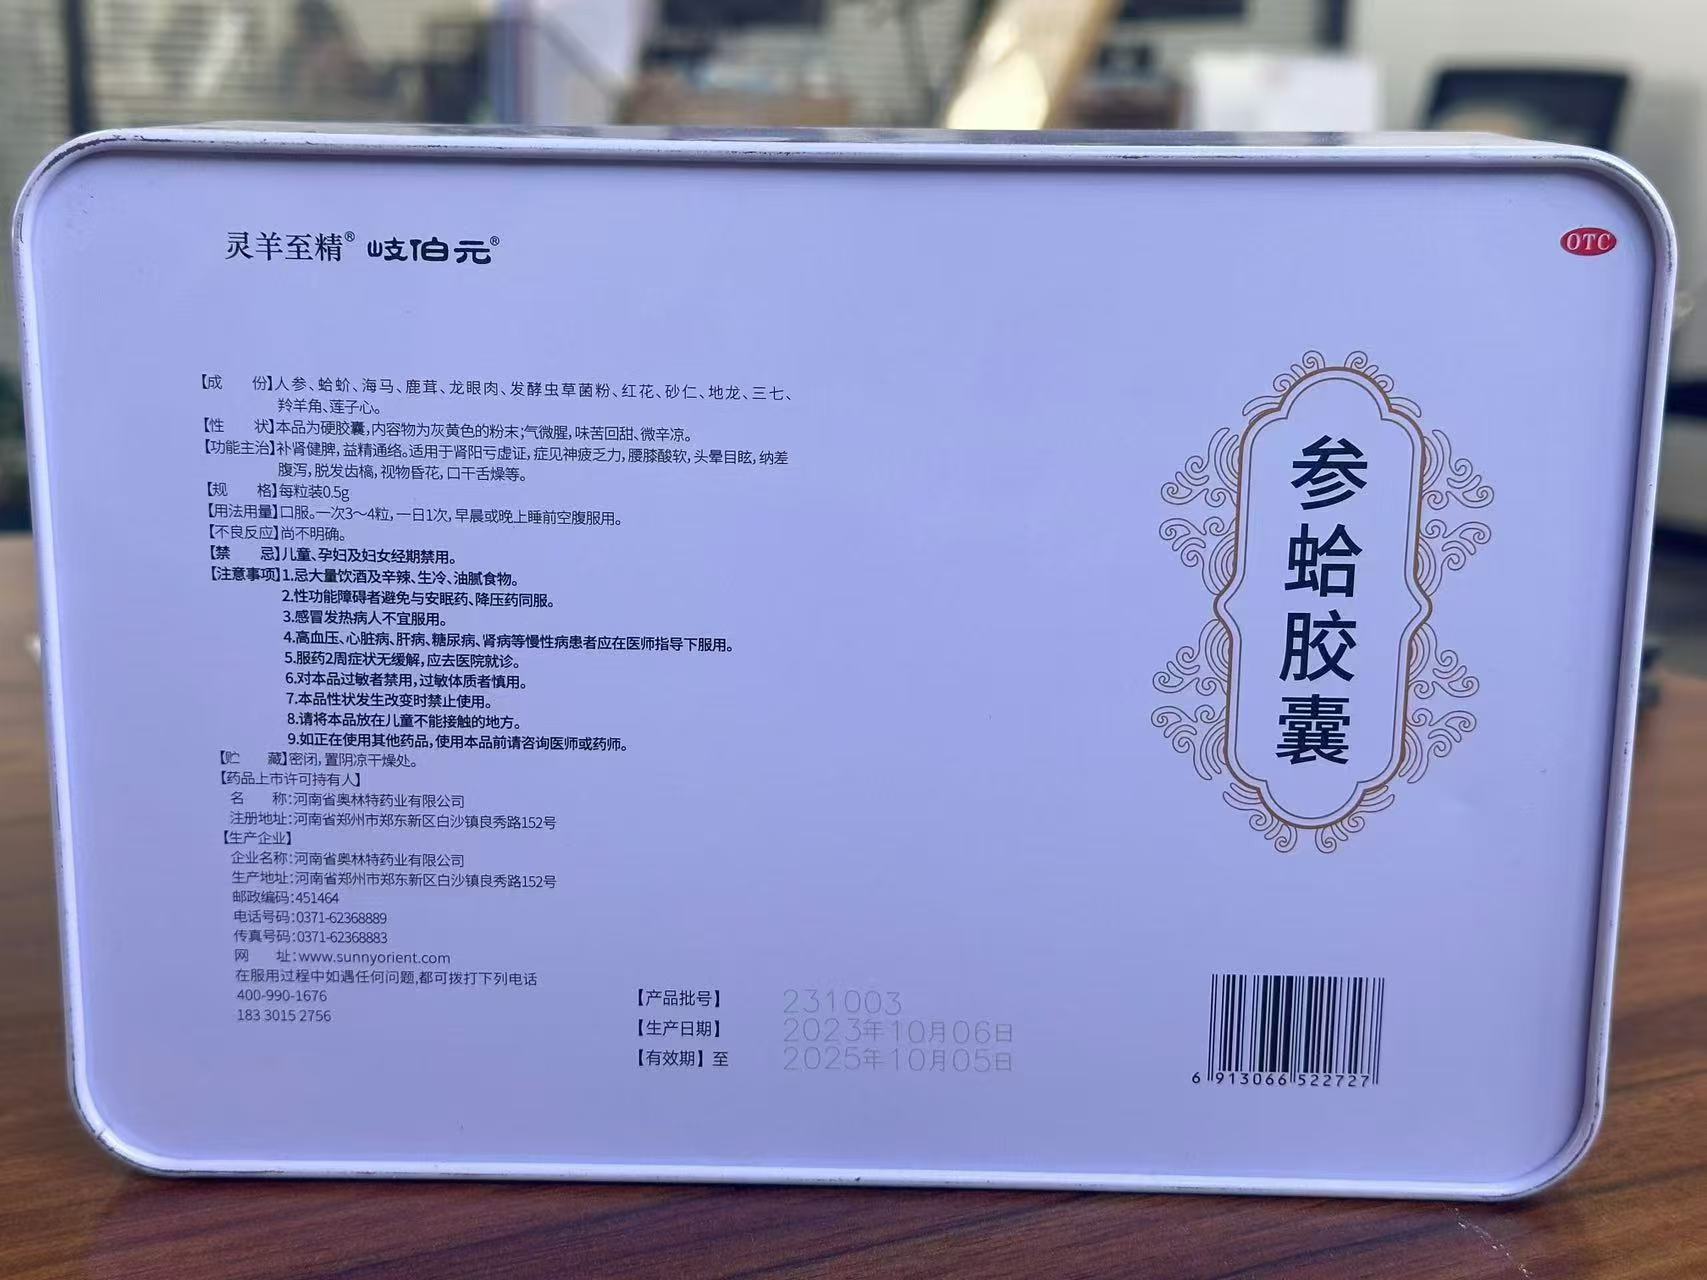 灵羊至精® 岐伯元®
OTC
【成 份】人参、蛤蚧、海马、鹿茸、龙眼肉、发酵虫草菌粉、红花、砂仁、地龙、三七、
羚羊角、莲子心。
【性 状】本品为硬胶囊,内容物为灰黄色的粉末;气微腥,味苦回甜、微辛凉。
【功能主治】补肾健脾,益精通络。适用于肾阳亏虚证,症见神疲乏力,腰膝酸软,头晕目眩,纳差
腹泻,脱发齿槁,视物昏花,口干舌燥等。
【规 格】每粒装0.5g
【用法用量】口服。一次3～4粒,一日1次,早晨或晚上睡前空腹服用。
【不良反应】尚不明确。
【禁 忌】儿童、孕妇及妇女经期禁用。
【注意事项】1.忌大量饮酒及辛辣、生冷、油腻食物。
2.性功能障碍者避免与安眠药、降压药同服。
3.感冒发热病人不宜服用。
4.高血压、心脏病、肝病、糖尿病、肾病等慢性病患者应在医师指导下服用。
5.服药2周症状无缓解,应去医院就诊。
6.对本品过敏者禁用,过敏体质者慎用。
7.本品性状发生改变时禁止使用。
8.请将本品放在儿童不能接触的地方。
9.如正在使用其他药品,使用本品前请咨询医师或药师。
【贮 藏】密闭,置阴凉干燥处。
【药品上市许可持有人】
名 称:河南省奥林特药业有限公司
注册地址:河南省郑州市郑东新区白沙镇良秀路152号
【生产企业】
企业名称:河南省奥林特药业有限公司
生产地址:河南省郑州市郑东新区白沙镇良秀路152号
邮政编码:451464
电话号码:0371-62368889
传真号码:0371-62368883
网 址:www.sunnyorient.com
在服用过程中如遇任何问题,都可拨打下列电话
400-990-1676
183 3015 2756
【产品批号】 231003
【生产日期】 2023年10月06日
【有效期】至 2025年10月05日
参蛤胶囊
6 913066 522727